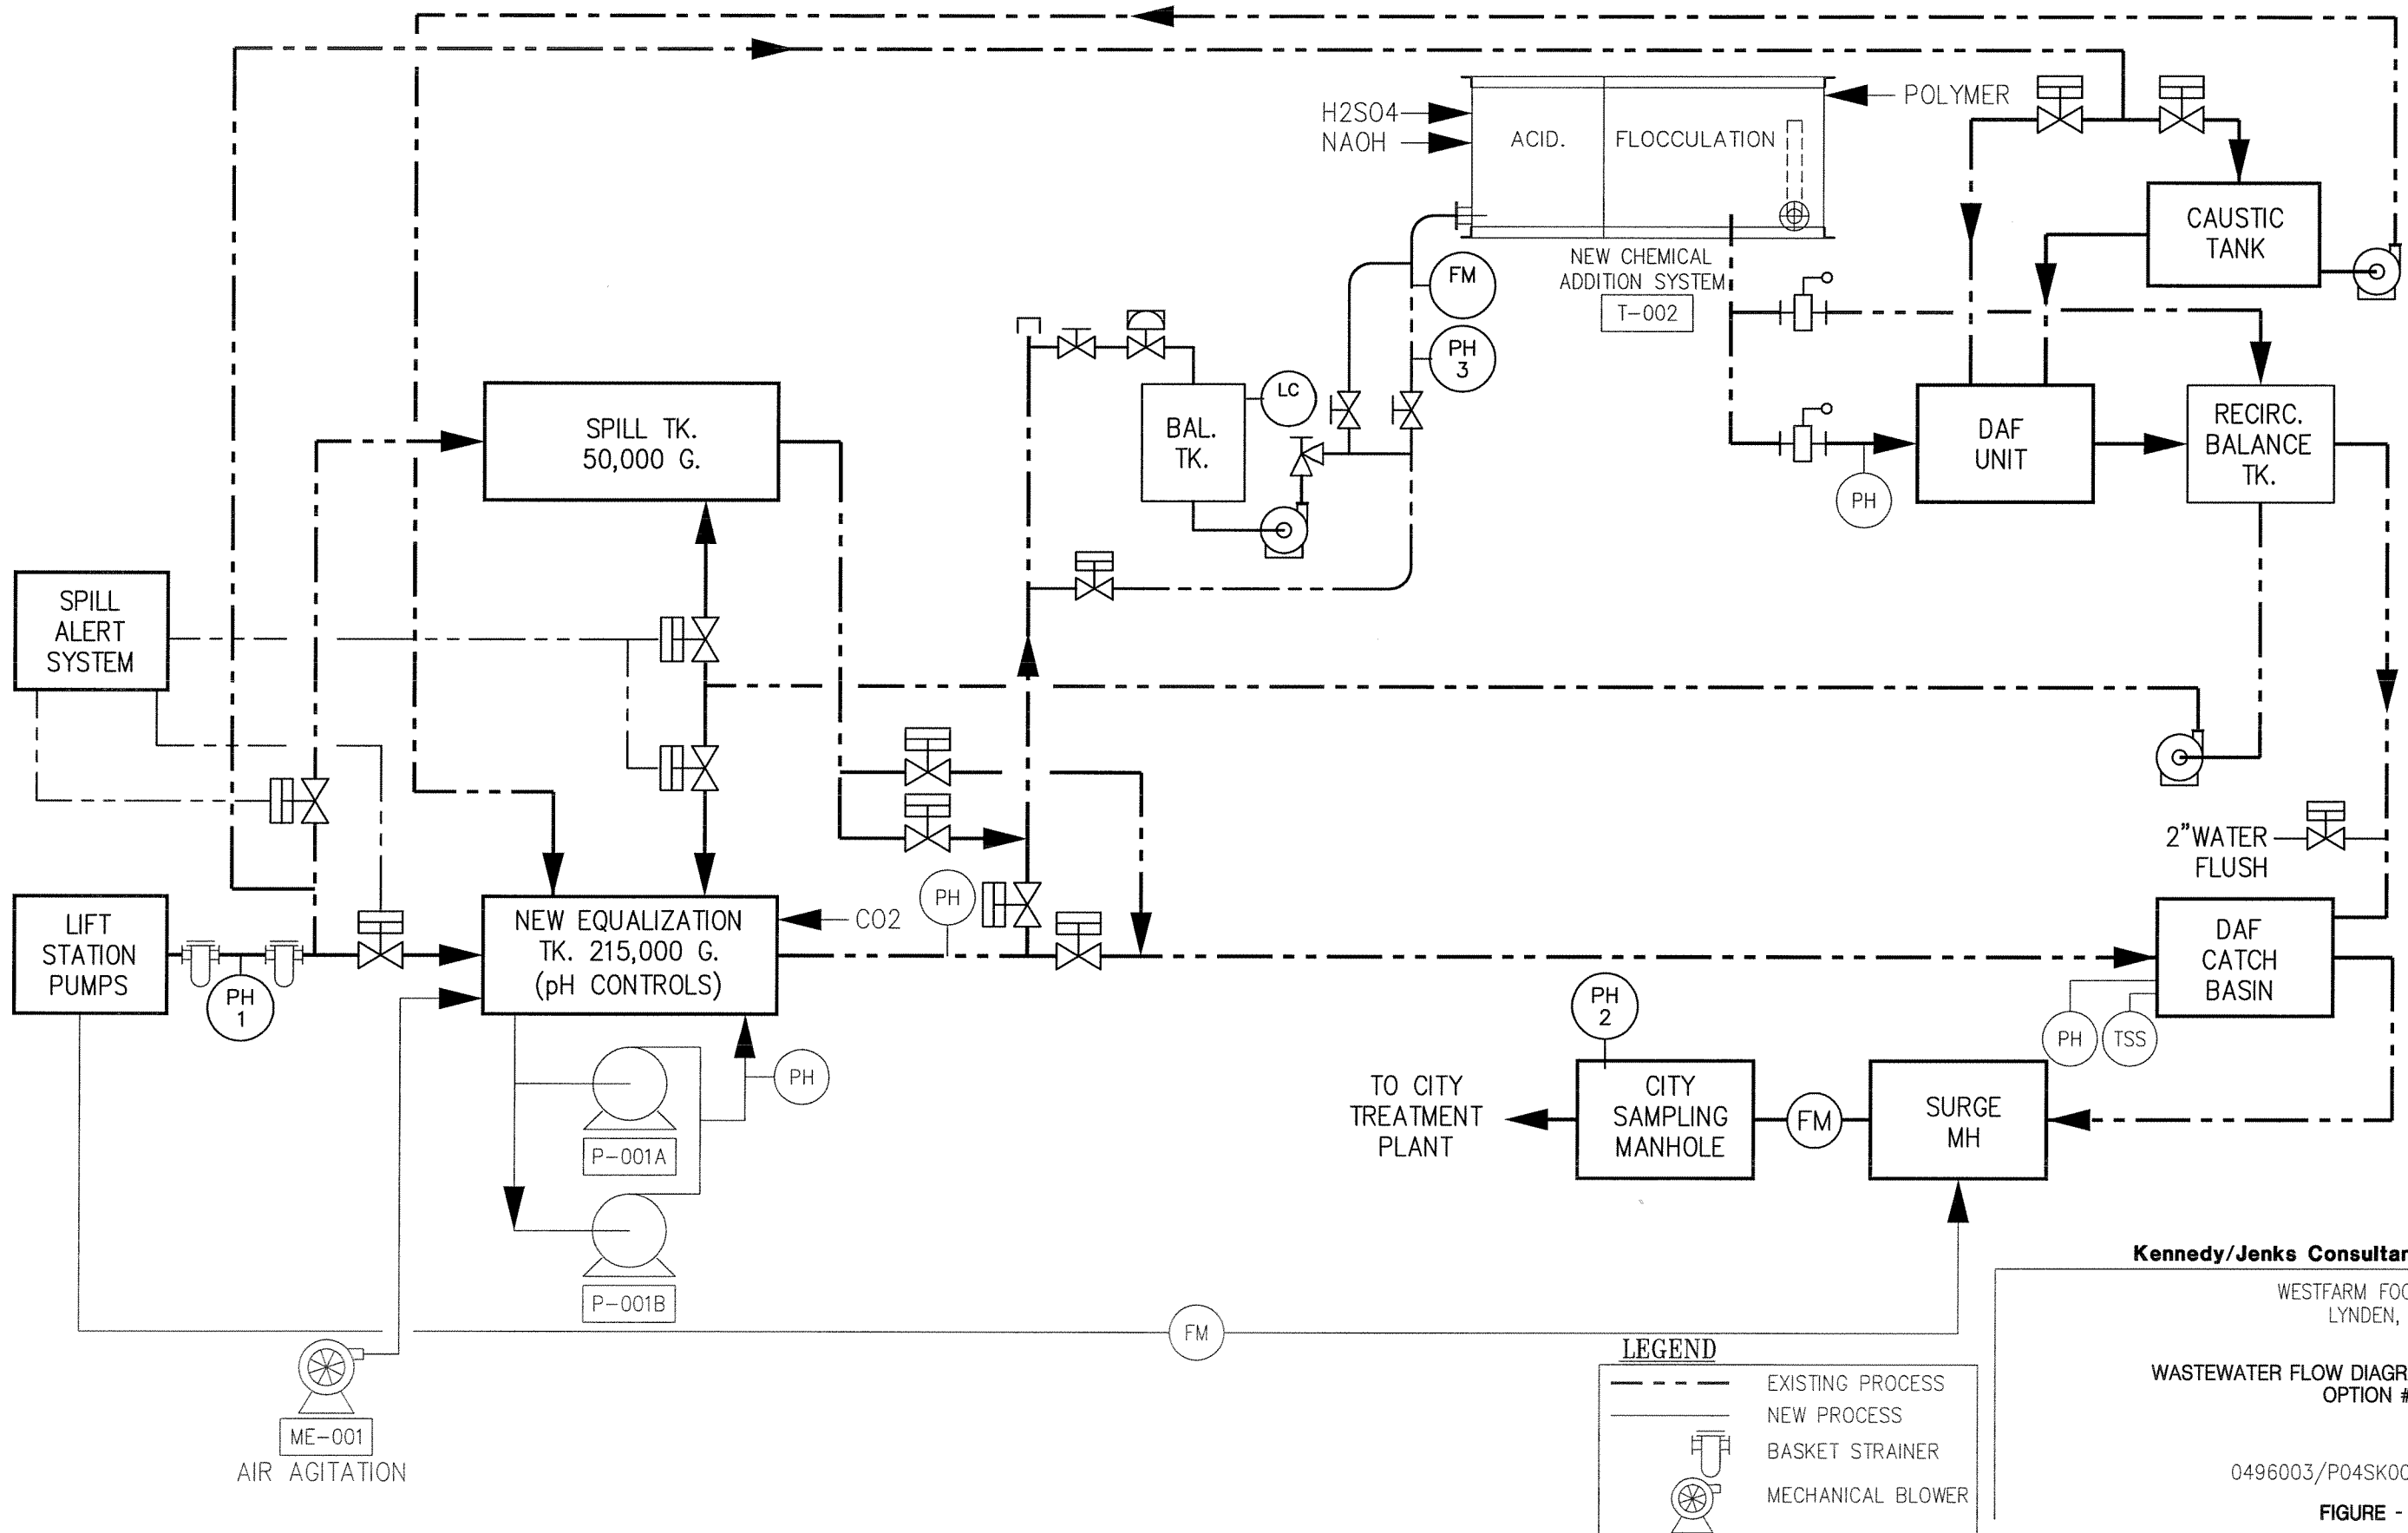 H2SO4
NAOH
ACID.
FLOCCULATION
POLYMER
NEW CHEMICAL
ADDITION SYSTEM
T-002
CAUSTIC
TANK
FM
PH
3
SPILL TK.
50,000 G.
BAL.
TK.
LC
DAF
UNIT
RECIRC.
BALANCE
TK.
PH
SPILL
ALERT
SYSTEM
2"WATER
FLUSH
LIFT
STATION
PUMPS
PH
1
NEW EQUALIZATION
TK. 215,000 G.
(pH CONTROLS)
CO2
PH
DAF
CATCH
BASIN
PH
TSS
PH
2
PH
TO CITY
TREATMENT
PLANT
CITY
SAMPLING
MANHOLE
FM
SURGE
MH
P-001A
P-001B
FM
ME-001
AIR AGITATION
LEGEND
EXISTING PROCESS
NEW PROCESS
BASKET STRAINER
MECHANICAL BLOWER
Kennedy/Jenks Consultan
WESTFARM FOO
LYNDEN,
WASTEWATER FLOW DIAGR
OPTION #
0496003/P04SK00
FIGURE -